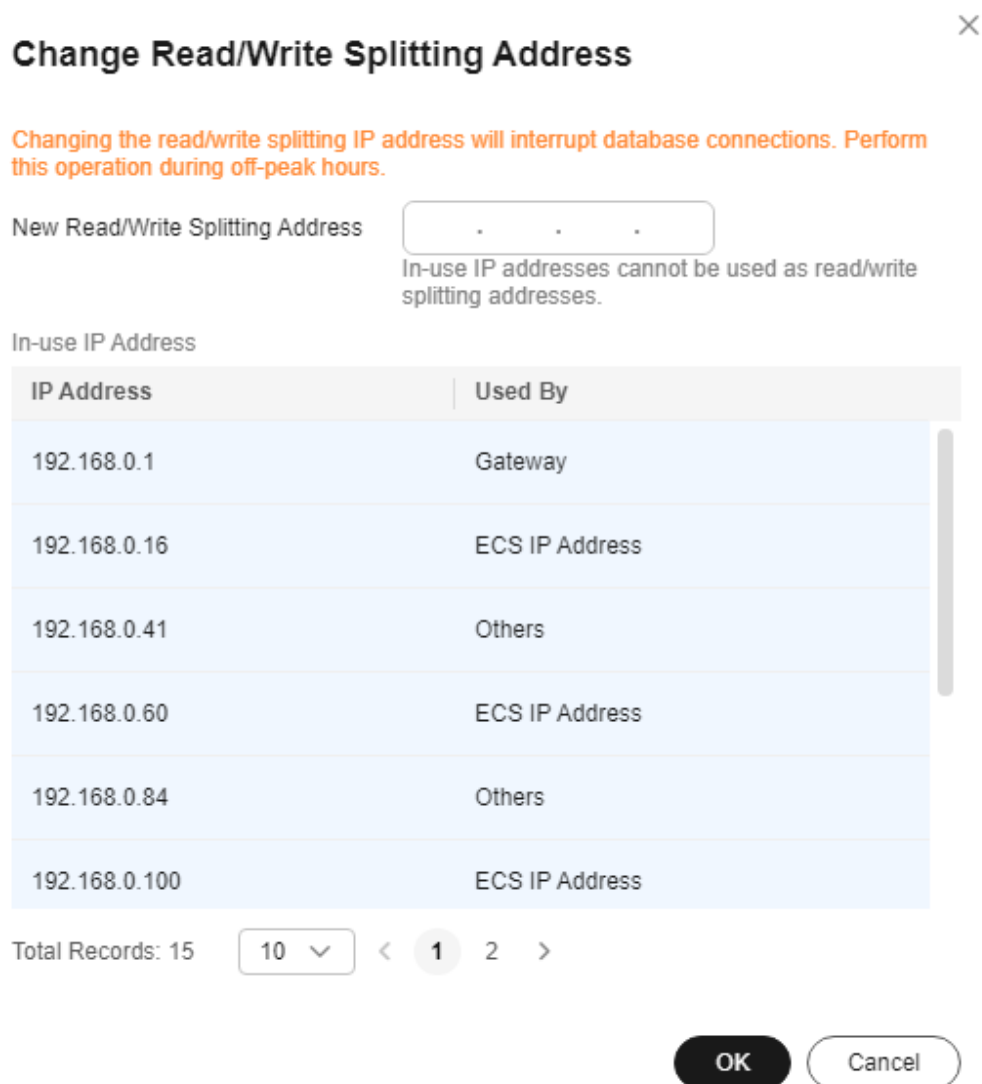 Change Read/Write Splitting Address
Changing the read/write splitting IP address will interrupt database connections. Perform
this operation during off-peak hours.
New Read/Write Splitting Address
. . .
In-use IP addresses cannot be used as read/write
splitting addresses.
In-use IP Address
IP Address Used By
192.168.0.1 Gateway
192.168.0.16 ECS IP Address
192.168.0.41 Others
192.168.0.60 ECS IP Address
192.168.0.84 Others
192.168.0.100 ECS IP Address
Total Records: 15 10 < 1 2 >
OK Cancel